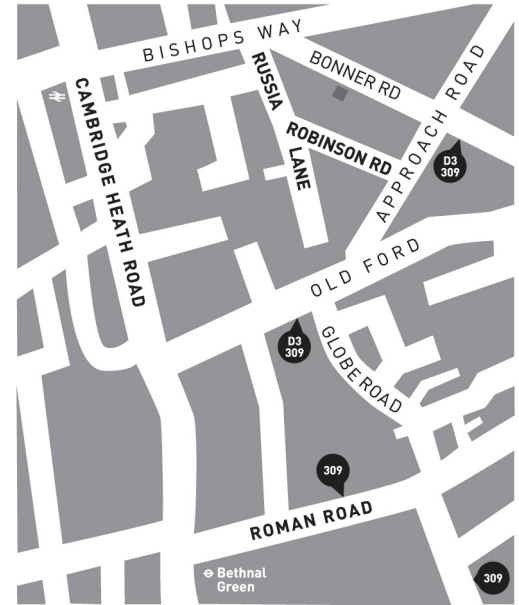 BISHOPS WAY
BONNER RD
RUSSIA
LANE
ROBINSON RD
APPROACH ROAD
CAMBRIDGE HEATH ROAD
D3
309
OLD FORD
D3
309
GLOBE ROAD
309
ROMAN ROAD
Bethnal
Green
309